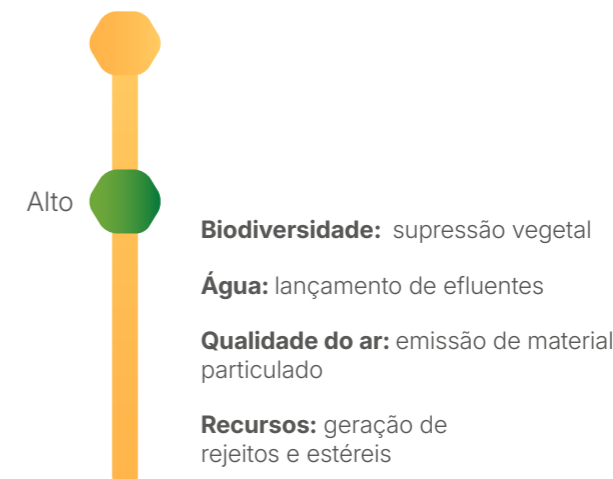 Alto
Biodiversidade: supressão vegetal
Água: lançamento de efluentes
Qualidade do ar: emissão de material
particulado
Recursos: geração de
rejeitos e estéreis